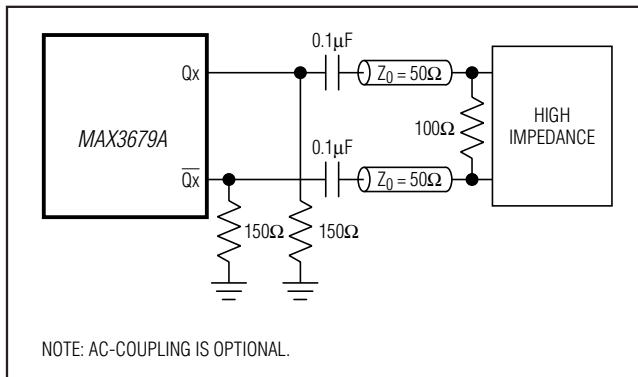 0.1μF
Qx
Z0 = 50Ω
MAX3679A
100Ω
HIGH
IMPEDANCE
0.1μF
Q̅x̅
Z0 = 50Ω
150Ω
150Ω
NOTE: AC-COUPLING IS OPTIONAL.